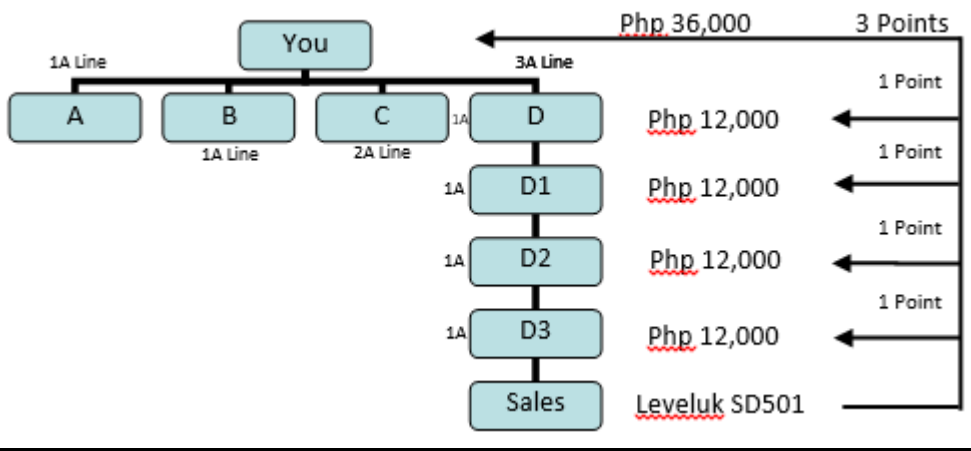 Php 36,000 3 Points
You
1A Line 3A Line
1 Point
A B C 1A D Php 12,000
1A Line 2A Line
1 Point
1A D1 Php 12,000
1 Point
1A D2 Php 12,000
1 Point
1A D3 Php 12,000
Sales Leveluk SD501